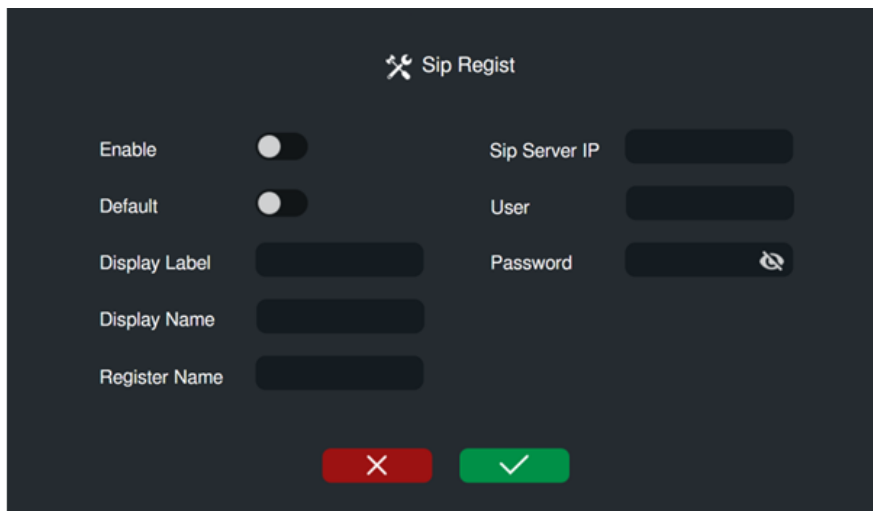 Sip Regist
Enable
Default
Display Label
Display Name
Register Name
Sip Server IP
User
Password